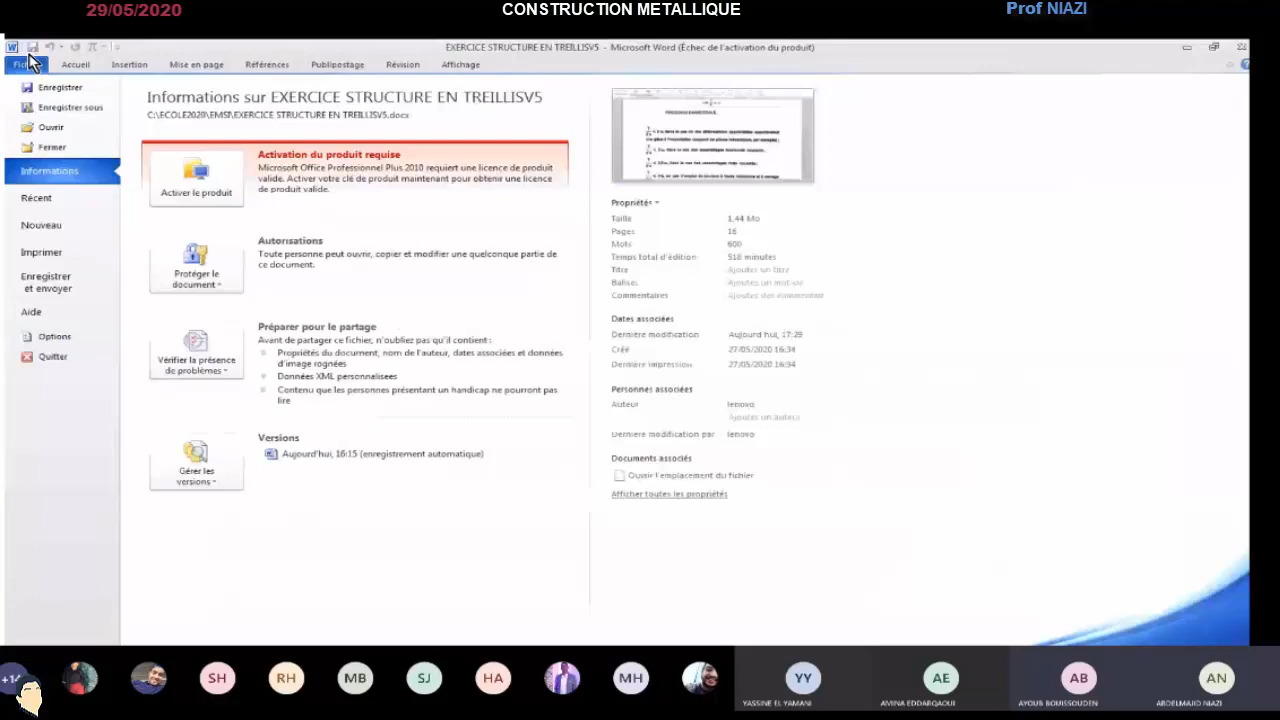 29/05/2020
CONSTRUCTION METALLIQUE
Prof NIAZI
EXERCICE STRUCTURE EN TREILLISV5 - Microsoft Word (Échec de l'activation du produit)
Accueil
Insertion
Mise en page
Références
Publipostage
Révision
Affichage
Enregistrer
Enregistrer sous
Ouvrir
Fermer
Informations
Récent
Nouveau
Imprimer
Enregistrer
et envoyer
Aide
Options
Quitter
Informations sur EXERCICE STRUCTURE EN TREILLISV5
C:\ECOLE2020\EMSI\EXERCICE STRUCTURE EN TREILLISV5.docx
Activer le produit
Activation du produit requise
Microsoft Office Professionnel Plus 2010 requiert une licence de produit
valide. Activer votre clé de produit maintenant pour obtenir une licence
de produit valide.
Protéger le
document
Autorisations
Toute personne peut ouvrir, copier et modifier une quelconque partie de
ce document.
Vérifier la présence
de problèmes
Préparer pour le partage
Avant de partager ce fichier, n'oubliez pas qu'il contient :
Propriétés du document, nom de l'auteur, dates associées et données
d'image rognées
Données XML personnalisées
Contenu que les personnes présentant un handicap ne pourront pas
lire
Gérer les
versions
Versions
Aujourd'hui, 16:15 (enregistrement automatique)
Propriétés
Taille 1,44 Mo
Pages 16
Mots 600
Temps total d'édition 518 minutes
Titre Ajouter un titre
Balises Ajoutez un mot-clé
Commentaires Ajoutez des commentaires
Dates associées
Dernière modification Aujourd'hui, 17:29
Créé 27/05/2020 16:34
Dernière impression 27/05/2020 16:34
Personnes associées
Auteur lenovo
Ajoutez un auteur
Dernière modification par lenovo
Documents associés
Ouvrir l'emplacement du fichier
Afficher toutes les propriétés
+14
SH
RH
MB
SJ
HA
MH
YY
AE
AB
AN
YASSINE EL YAMANI
AMINA EDDARQAOUI
AYOUB BOUISSOUDEN
ABDELMAJID NIAZI